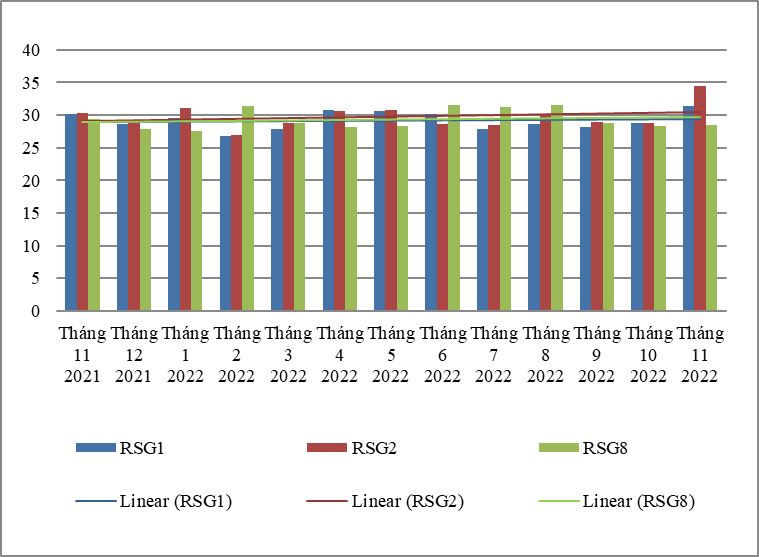 40
35
30
25
20
15
10
5
0
Tháng Tháng Tháng Tháng Tháng Tháng Tháng Tháng Tháng Tháng Tháng Tháng Tháng
11 12 1 2 3 4 5 6 7 8 9 10 11
2021 2021 2022 2022 2022 2022 2022 2022 2022 2022 2022 2022 2022
RSG1 RSG2 RSG8
Linear (RSG1) Linear (RSG2) Linear (RSG8)